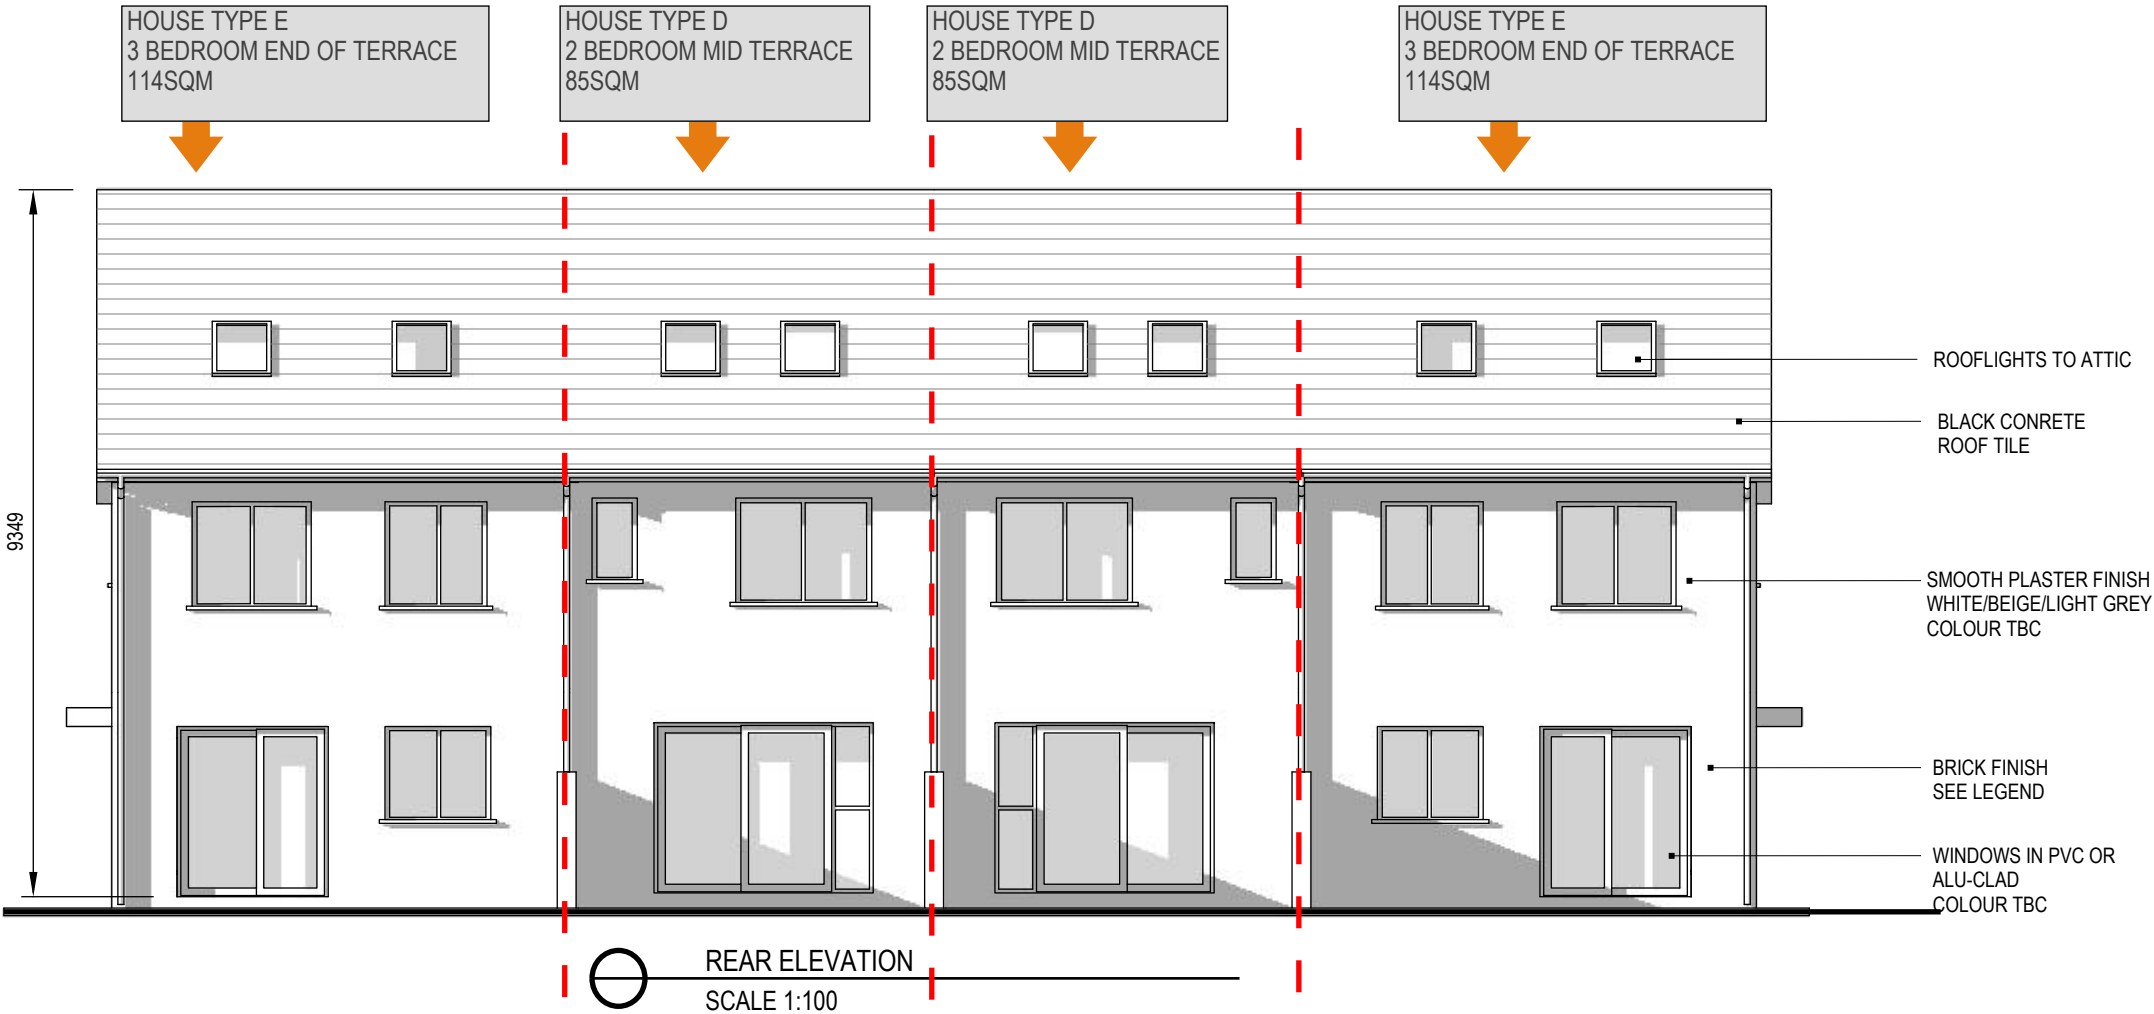 HOUSE TYPE E
3 BEDROOM END OF TERRACE
114SQM
HOUSE TYPE D
2 BEDROOM MID TERRACE
85SQM
HOUSE TYPE D
2 BEDROOM MID TERRACE
85SQM
HOUSE TYPE E
3 BEDROOM END OF TERRACE
114SQM
9349
ROOFLIGHTS TO ATTIC
BLACK CONRETE
ROOF TILE
SMOOTH PLASTER FINISH
WHITE/BEIGE/LIGHT GREY
COLOUR TBC
BRICK FINISH
SEE LEGEND
WINDOWS IN PVC OR
ALU-CLAD
COLOUR TBC
REAR ELEVATION
SCALE 1:100